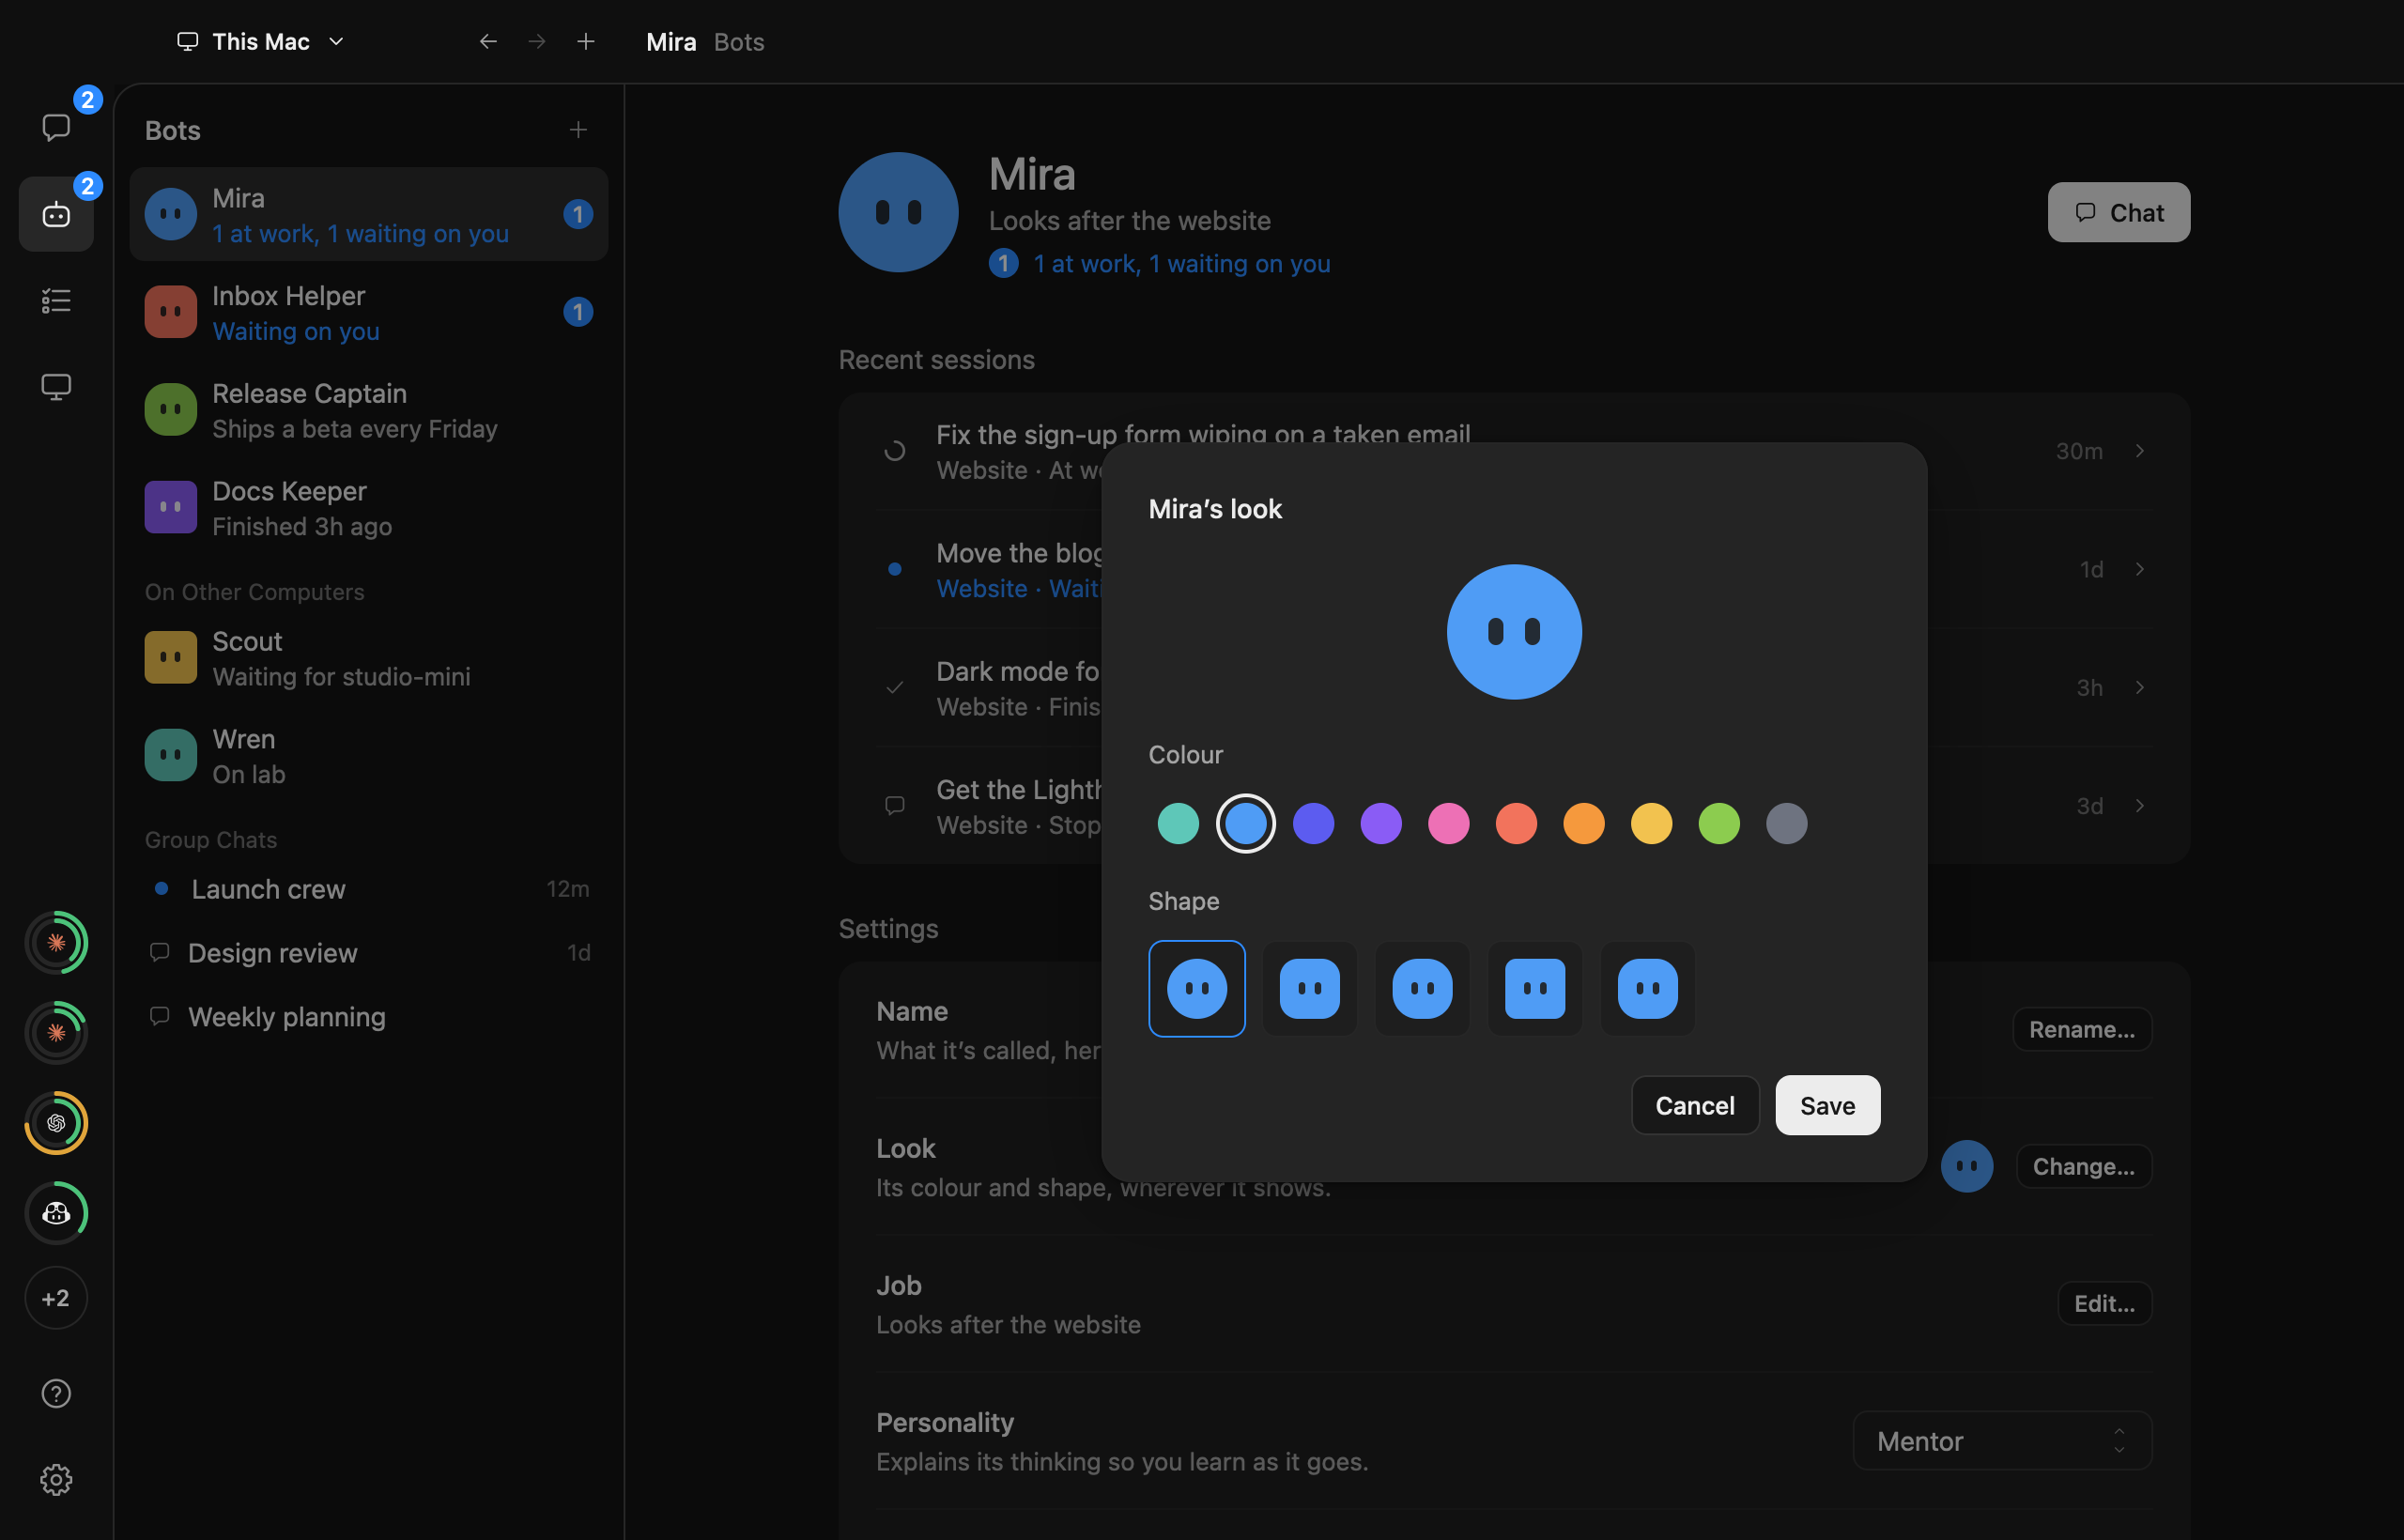 This Mac
Mira Bots
2
2
Bots
Mira
1 at work, 1 waiting on you
1
Inbox Helper
Waiting on you
1
Release Captain
Ships a beta every Friday
Docs Keeper
Finished 3h ago
On Other Computers
Scout
Waiting for studio-mini
Wren
On lab
Group Chats
Launch crew 12m
Design review 1d
Weekly planning
+2
Mira
Looks after the website
1 1 at work, 1 waiting on you
Chat
Recent sessions
Fix the sign-up form wiping on a taken email
Website · At
30m
Move the blog
Website ·
1d
Dark mode
Website ·
3h
Get the
Website ·
3d
Mira’s look
Colour
Shape
Cancel
Save
Settings
Name
What it’s called,
Rename...
Look
Its colour and shape, wherever it shows.
Change...
Job
Looks after the website
Edit...
Personality
Explains its thinking so you learn as it goes.
Mentor